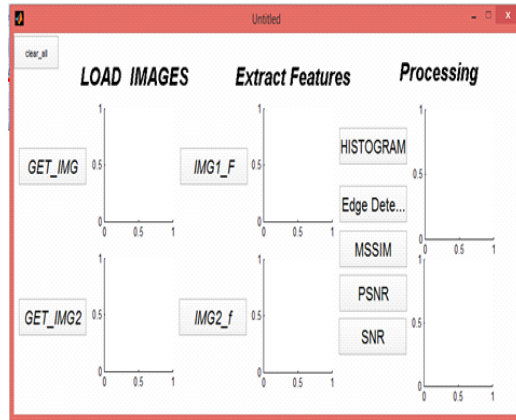 Untitled
clear_all
LOAD IMAGES
Extract Features
Processing
1
0.5
0
0 0.5 1
GET_IMG
1
0.5
0
0 0.5 1
IMG1_F
HISTOGRAM
Edge Dete...
MSSIM
PSNR
SNR
1
0.5
0
0 0.5 1
GET_IMG2
1
0.5
0
0 0.5 1
IMG2_f
1
0.5
0
0 0.5 1
1
0.5
0
0 0.5 1